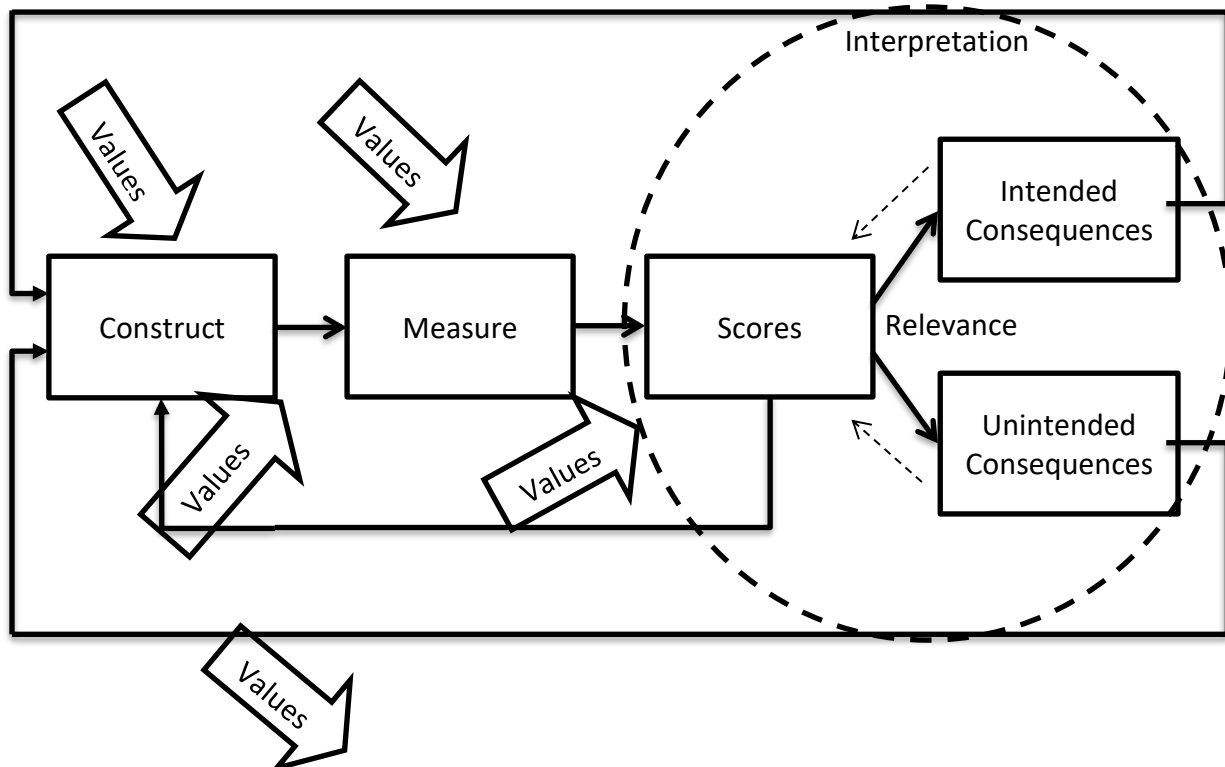 Interpretation
Values
Values
Intended
Consequences
Construct
Measure
Scores
Relevance
Values
Values
Unintended
Consequences
Values